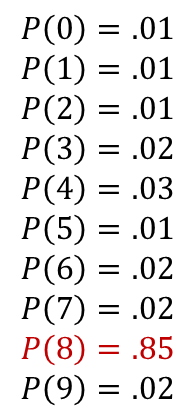 P(0) = .01
P(1) = .01
P(2) = .01
P(3) = .02
P(4) = .03
P(5) = .01
P(6) = .02
P(7) = .02
P(8) = .85
P(9) = .02